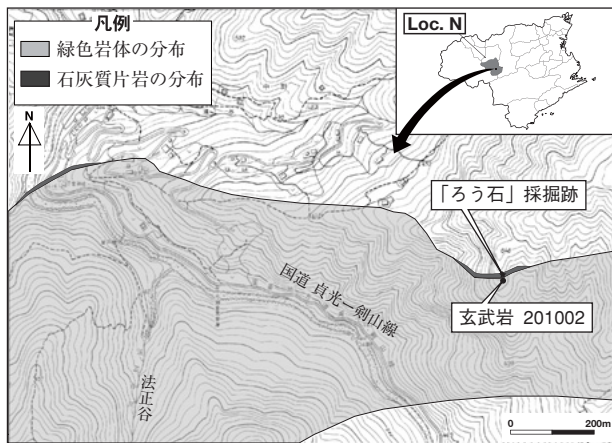 凡例
緑色岩体の分布
石灰質片岩の分布
N
Loc. N
「ろう石」採掘跡
玄武岩 201002
国道 貞光ー剣山線
法正谷
0 200m